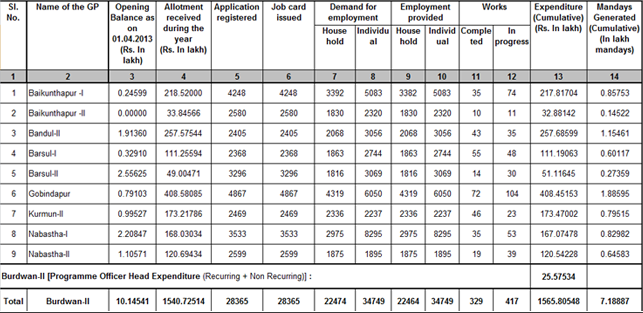 Sl. No. | Name of the GP | Opening Balance as on 01.04.2013 (Rs. In lakh) | Allotment received during the year (Rs. In lakh) | Application registered | Job card issued | Demand for employment | Employment provided | Works | Expenditure (Cumulative) (Rs. In lakh) | Mandays Generated (Cumulative) (In lakh mandays)
House hold | Individu al | House hold | Individ ual | Comple ted | In progress
1 | 2 | 3 | 4 | 5 | 6 | 7 | 8 | 9 | 10 | 11 | 12 | 13 | 14
1 | Baikunthapur -I | 0.24599 | 218.52000 | 4248 | 4248 | 3392 | 5083 | 3382 | 5083 | 35 | 74 | 217.81704 | 0.85753
2 | Baikunthapur -II | 0.00000 | 33.84566 | 2580 | 2580 | 1830 | 2320 | 1830 | 2320 | 10 | 11 | 32.88142 | 0.14522
3 | Bandul-II | 1.91360 | 257.57544 | 2405 | 2405 | 2068 | 3056 | 2068 | 3056 | 43 | 35 | 257.68599 | 1.15461
4 | Barsul-I | 0.32910 | 111.25594 | 2368 | 2368 | 1863 | 2744 | 1863 | 2744 | 55 | 48 | 111.19063 | 0.60117
5 | Barsul-II | 2.55625 | 49.00471 | 3296 | 3296 | 1816 | 3069 | 1816 | 3069 | 14 | 30 | 51.11645 | 0.27359
6 | Gobindapur | 0.79103 | 408.58085 | 4867 | 4867 | 4319 | 6050 | 4319 | 6050 | 72 | 104 | 408.45153 | 1.88595
7 | Kurmun-II | 0.99527 | 173.21786 | 2469 | 2469 | 2336 | 2237 | 2336 | 2237 | 46 | 23 | 173.47002 | 0.79515
8 | Nabastha-I | 2.20847 | 168.03034 | 3533 | 3533 | 2975 | 8295 | 2975 | 8295 | 35 | 53 | 167.07478 | 0.82982
9 | Nabastha-II | 1.10571 | 120.69434 | 2599 | 2599 | 1875 | 1895 | 1875 | 1895 | 19 | 39 | 120.54228 | 0.64583
Burdwan-II [Programme Officer Head Expenditure (Recurring + Non Recurring)] : | 25.57534
Total | Burdwan-II | 10.14541 | 1540.72514 | 28365 | 28365 | 22474 | 34749 | 22464 | 34749 | 329 | 417 | 1565.80548 | 7.18887